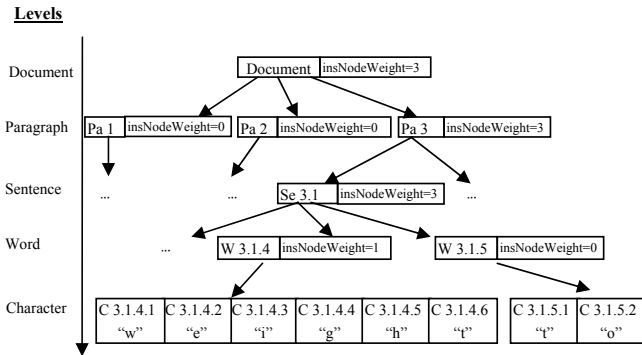 Levels
Document
Document insNodeWeight=3
Paragraph
Pa 1 insNodeWeight=0 Pa 2 insNodeWeight=0 Pa 3 insNodeWeight=3
Sentence
... ... Se 3.1 insNodeWeight=3 ...
Word
... W 3.1.4 insNodeWeight=1 W 3.1.5 insNodeWeight=0
Character
C 3.1.4.1 C 3.1.4.2 C 3.1.4.3 C 3.1.4.4 C 3.1.4.5 C 3.1.4.6 C 3.1.5.1 C 3.1.5.2
“w” “e” “i” “g” “h” “t” “t” “o”